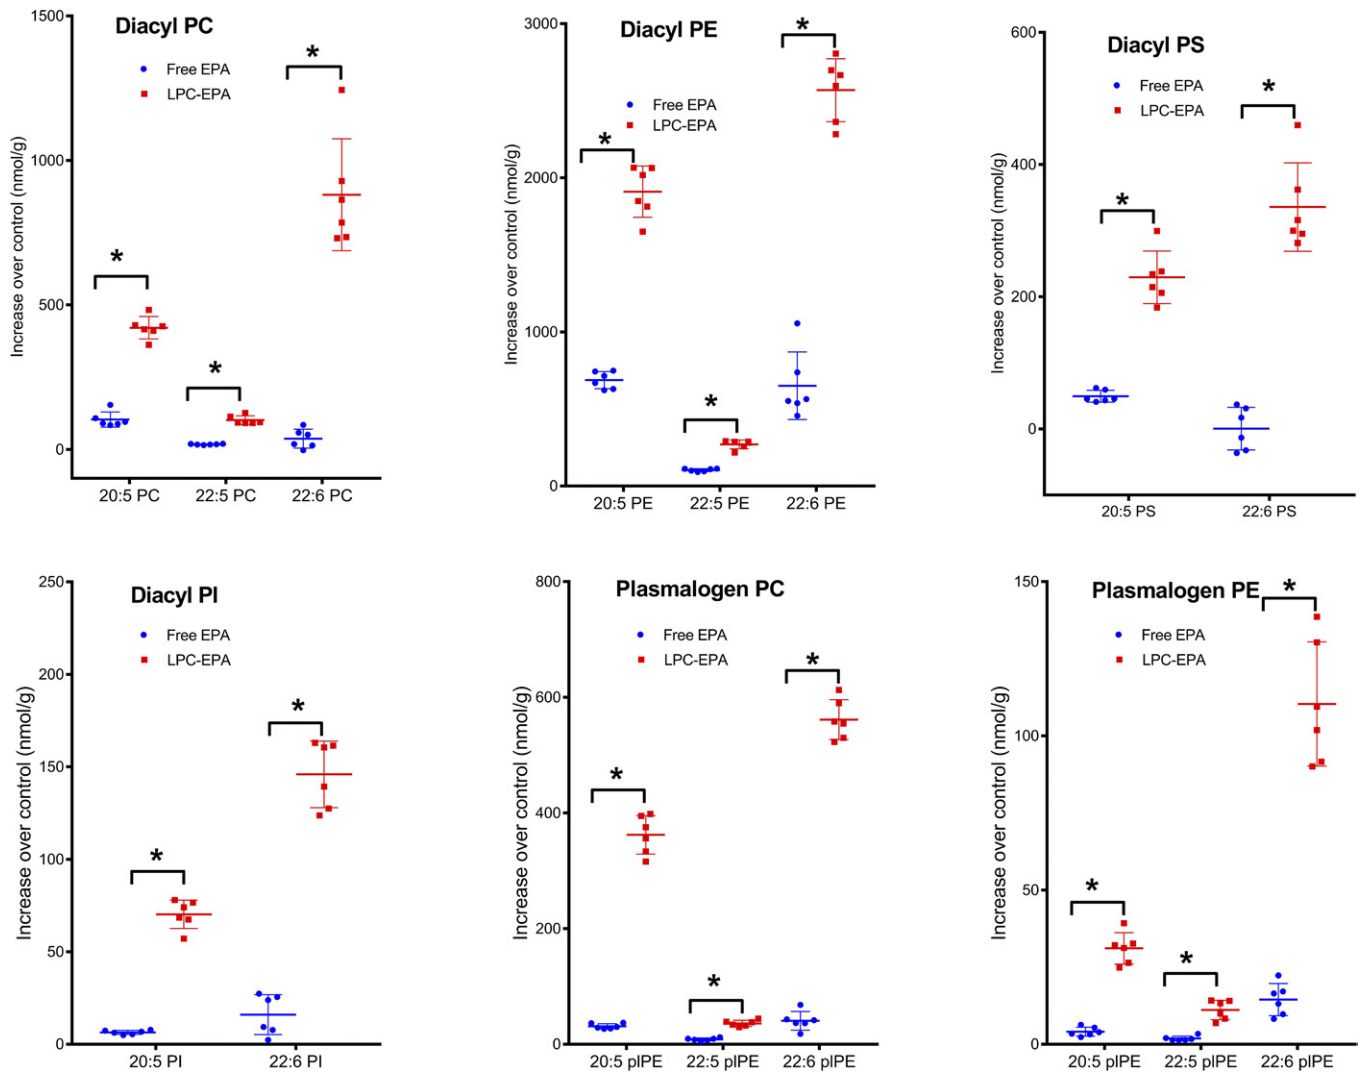 Diacyl PC
Free EPA
LPC-EPA
Increase over control (nmol/g)
1500
1000
500
0
*
*
*
20:5 PC
22:5 PC
22:6 PC
Diacyl PE
Free EPA
LPC-EPA
Increase over control (nmol/g)
3000
2000
1000
0
*
*
*
20:5 PE
22:5 PE
22:6 PE
Diacyl PS
Free EPA
LPC-EPA
Increase over control (nmol/g)
600
400
200
0
*
*
20:5 PS
22:6 PS
Diacyl PI
Free EPA
LPC-EPA
Increase over control (nmol/g)
250
200
150
100
50
0
*
*
20:5 PI
22:6 PI
Plasmalogen PC
Free EPA
LPC-EPA
Increase over control (nmol/g)
800
600
400
200
0
*
*
*
20:5 plPE
22:5 plPE
22:6 plPE
Plasmalogen PE
Free EPA
LPC-EPA
Increase over control (nmol/g)
150
100
50
0
*
*
*
20:5 plPE
22:5 plPE
22:6 plPE